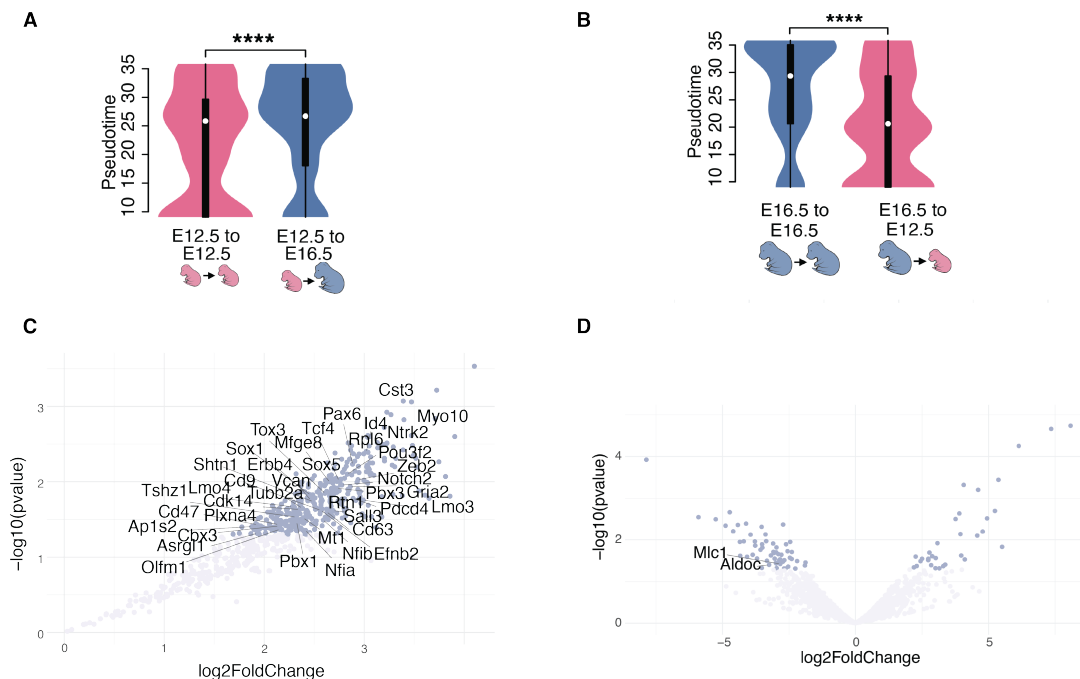 A
****
Pseudotime
35
30
25
20
15
10
E12.5 to
E12.5
E12.5 to
E16.5
B
****
Pseudotime
35
30
25
20
15
10
E16.5 to
E16.5
E16.5 to
E12.5
C
−log10(pvalue)
3
2
1
0
Cst3
Pax6
Id4
Myo10
Tox3
Tcf4
Ntrk2
Mfge8
Rpl6
Sox1
Pou3f2
Shtn1
Erbb4
Sox5
Zeb2
Cd9
Vcan
Notch2
Tshz1
Lmo4
Tubb2a
Pbx3
Gria2
Cdk14
Rtn1
Pdcd4
Lmo3
Cd47
Plxna4
Sall3
Ap1s2
Cd63
Cbx3
Mt1
Asrgl1
Nfib
Efnb2
Olfm1
Pbx1
Nfia
0
1
2
3
log2FoldChange
D
−log10(pvalue)
4
2
0
Mlc1
Aldoc
−5
0
5
log2FoldChange